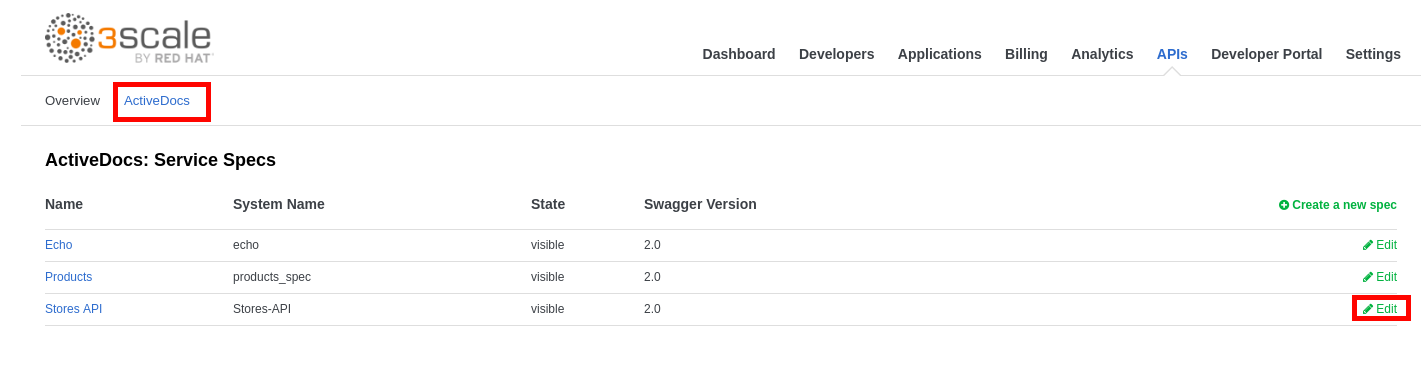 3scale
BY RED HAT
Dashboard Developers Applications Billing Analytics APIs Developer Portal Settings
Overview ActiveDocs
ActiveDocs: Service Specs
Name System Name State Swagger Version Create a new spec
Echo echo visible 2.0 Edit
Products products_spec visible 2.0 Edit
Stores API Stores-API visible 2.0 Edit